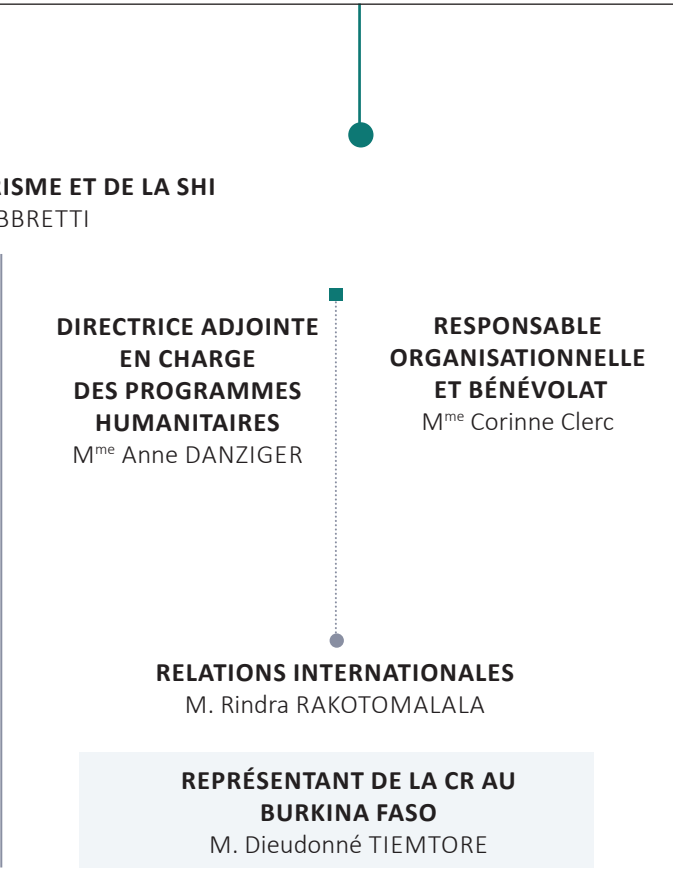 RISME ET DE LA SHI
BBRETTI
DIRECTRICE ADJOINTE
EN CHARGE
DES PROGRAMMES
HUMANITAIRES
Mme Anne DANZIGER
RESPONSABLE
ORGANISATIONNELLE
ET BÉNÉVOLAT
Mme Corinne Clerc
RELATIONS INTERNATIONALES
M. Rindra RAKOTOMALALA
REPRÉSENTANT DE LA CR AU
BURKINA FASO
M. Dieudonné TIEMTORE